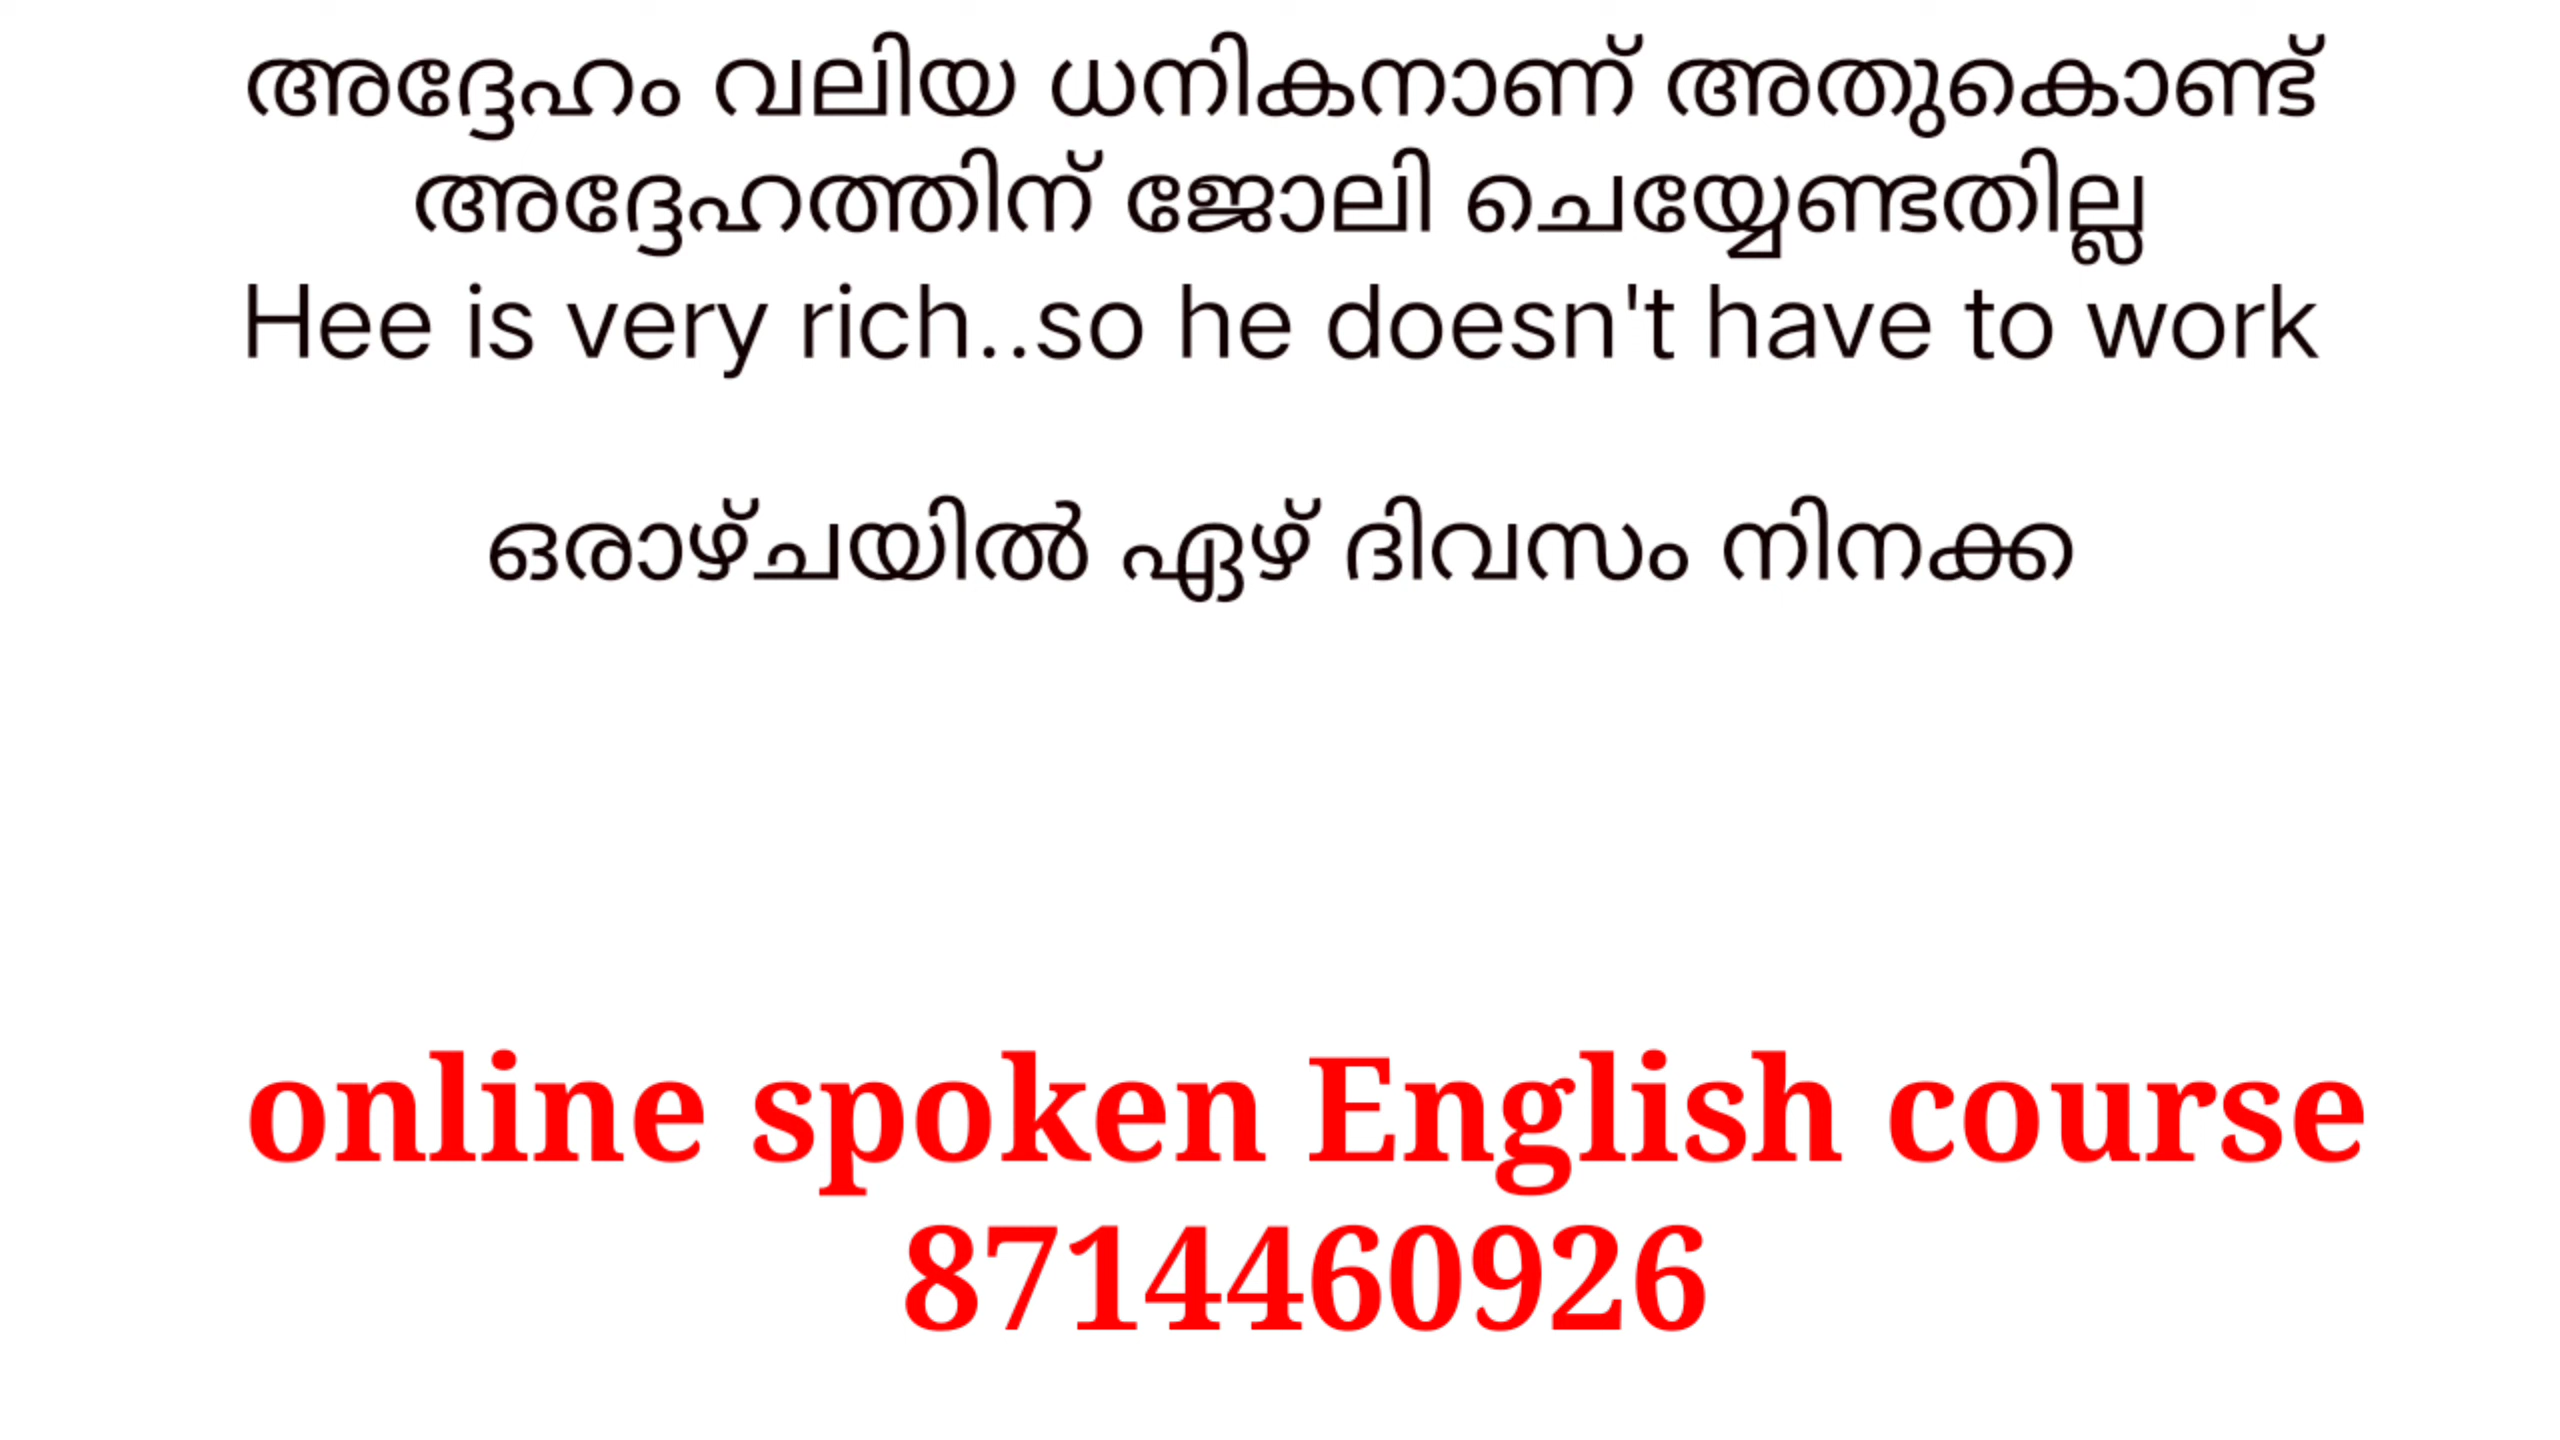 അദ്ദേഹം വലിയ ധനികനാണ് അതുകൊണ്ട്
അദ്ദേഹത്തിന് ജോലി ചെയ്യേണ്ടതില്ല
Hee is very rich..so he doesn't have to work
ഒരാഴ്ചയിൽ ഏഴ് ദിവസം നിനക്ക
online spoken English course
8714460926